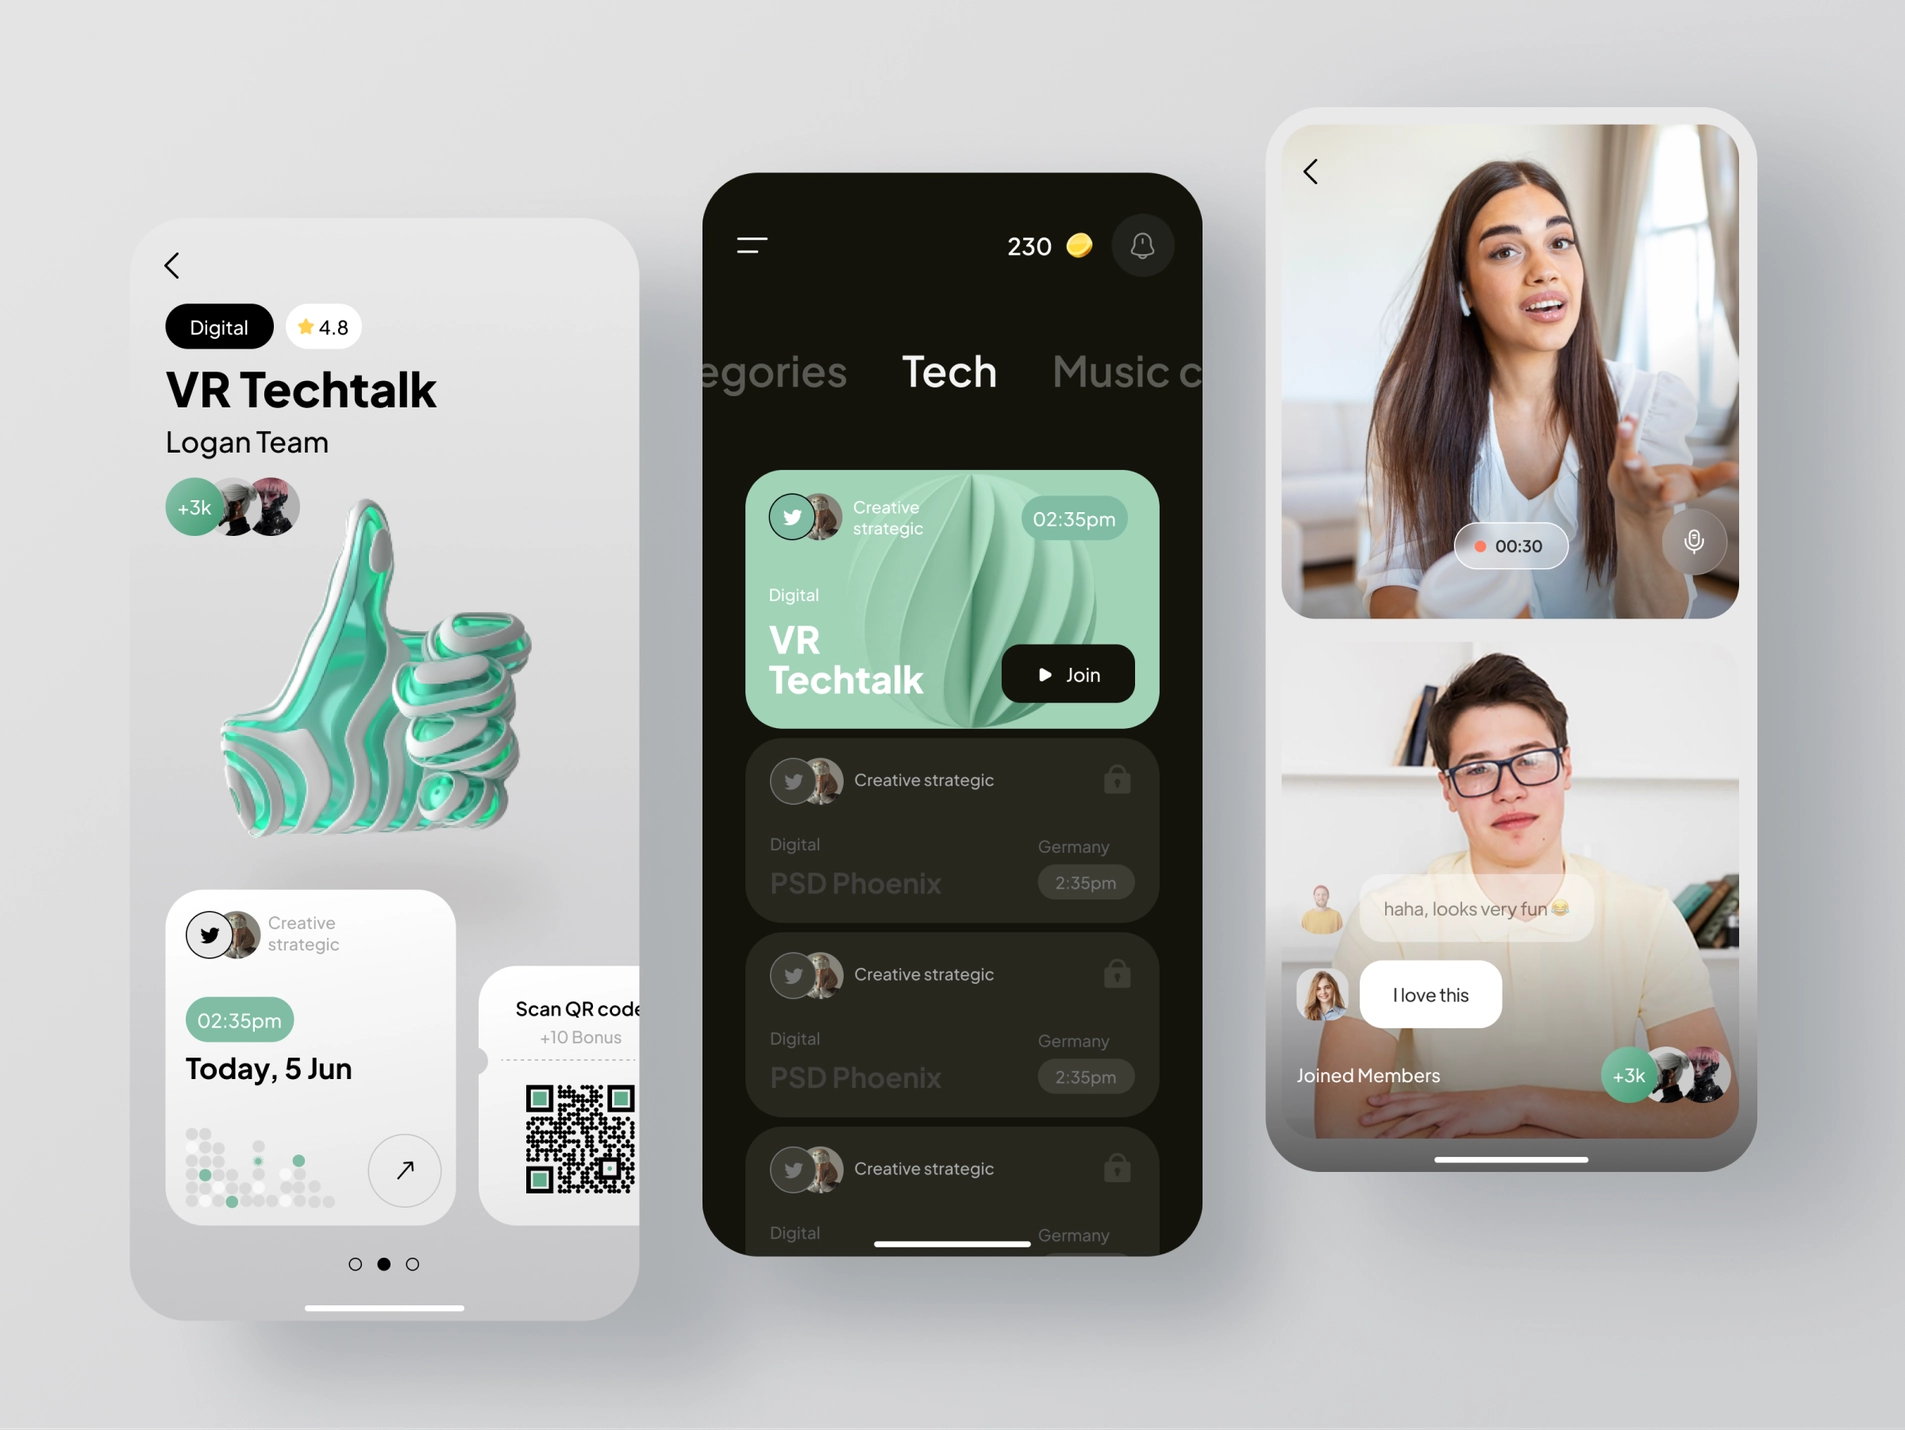 Digital
4.8
VR Techtalk
Logan Team
+3k
Creative
strategic
02:35pm
Today, 5 Jun
Scan QR code
+10 Bonus
230
egories Tech Music c
Creative
strategic
02:35pm
Digital
VR
Techtalk
Join
Creative strategic
Digital
Germany
PSD Phoenix
2:35pm
Creative strategic
Digital
Germany
PSD Phoenix
2:35pm
Creative strategic
Digital
Germany
00:30
haha, looks very fun 😂
I love this
Joined Members
+3k